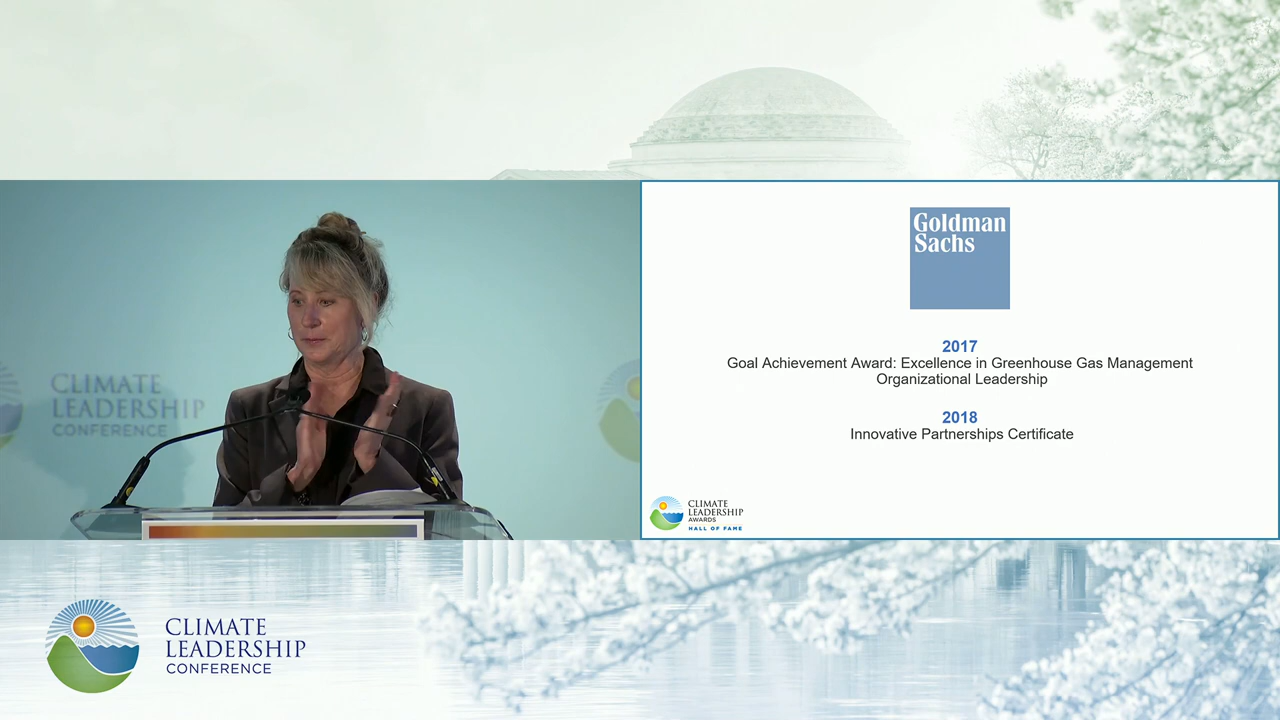 CLIMATE
LEADERSHIP
CONFERENCE
Goldman
Sachs
2017
Goal Achievement Award: Excellence in Greenhouse Gas Management
Organizational Leadership
2018
Innovative Partnerships Certificate
CLIMATE
LEADERSHIP
AWARDS
HALL OF FAME
CLIMATE
LEADERSHIP
CONFERENCE